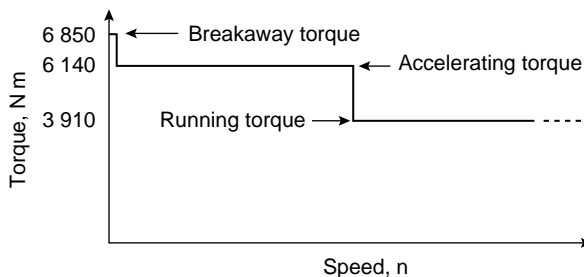 6 850
Breakaway torque
6 140
Accelerating torque
3 910
Running torque
Torque, N m
Speed, n